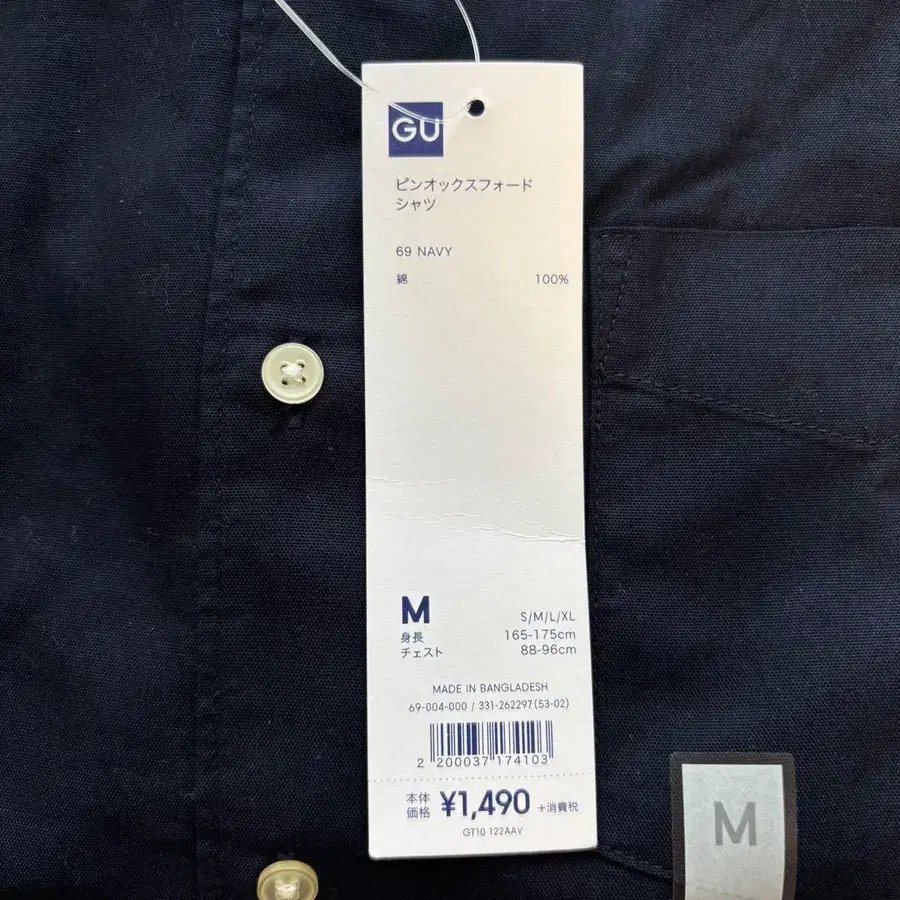 GU
ピンオックスフォード
シャツ
69 NAVY
綿 100%
M S/M/L/XL
身長 165-175cm
チェスト 88-96cm
MADE IN BANGLADESH
69-004-000 / 331-262297(53-02)
2 200037 174103
本体価格 ¥1,490 +消費税
GT10 122AAV
M